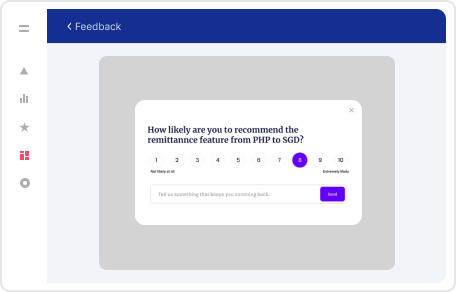 Feedback
How likely are you to recommend the
remittannce feature from PHP to SGD?
1 2 3 4 5 6 7 8 9 10
Not likely at all Extremely likely
Tell us something that keeps you comming back. Send